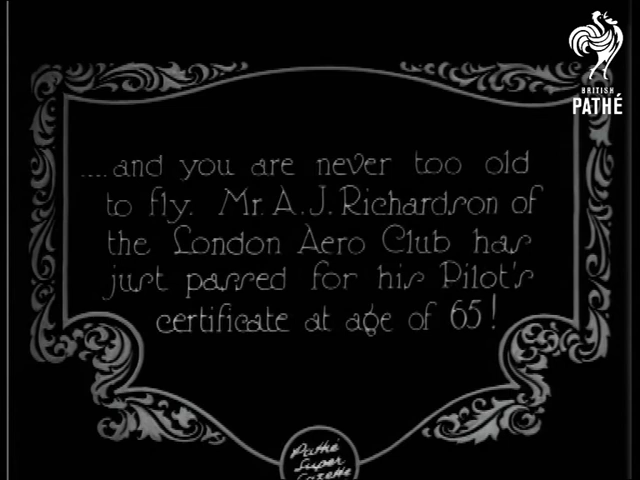 BRITISH
PATHÉ
....and you are never too old
to fly. Mr. A. J. Richardson of
the London Aero Club has
just passed for his Pilot's
certificate at age of 65!
Pathé
Super
Gazette